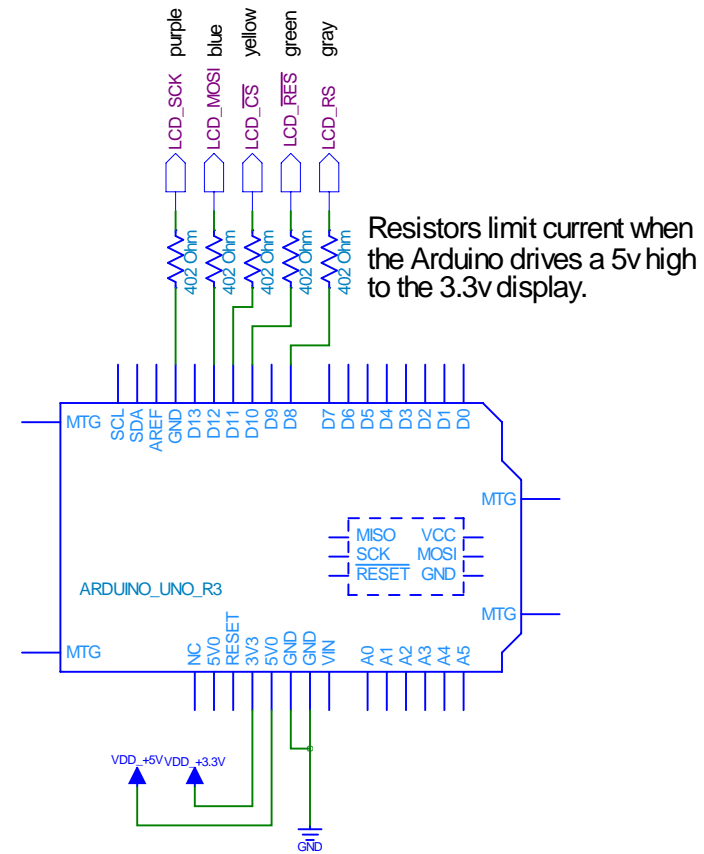 purple
blue
yellow
green
gray
LCD_SCK
LCD_MOSI
LCD_CS
LCD_RES
LCD_RS
402 Ohm
402 Ohm
402 Ohm
402 Ohm
402 Ohm
Resistors limit current when
the Arduino drives a 5v high
to the 3.3v display.
MTG
SCL
SDA
AREF
GND
D13
D12
D11
D10
D9
D8
D7
D6
D5
D4
D3
D2
D1
D0
MTG
MISO VCC
SCK MOSI
RESET GND
ARDUINO_UNO_R3
MTG
MTG
NC
5V0
RESET
3V3
5V0
GND
GND
VIN
A0
A1
A2
A3
A4
A5
VDD_+5V
VDD_+3.3V
GND